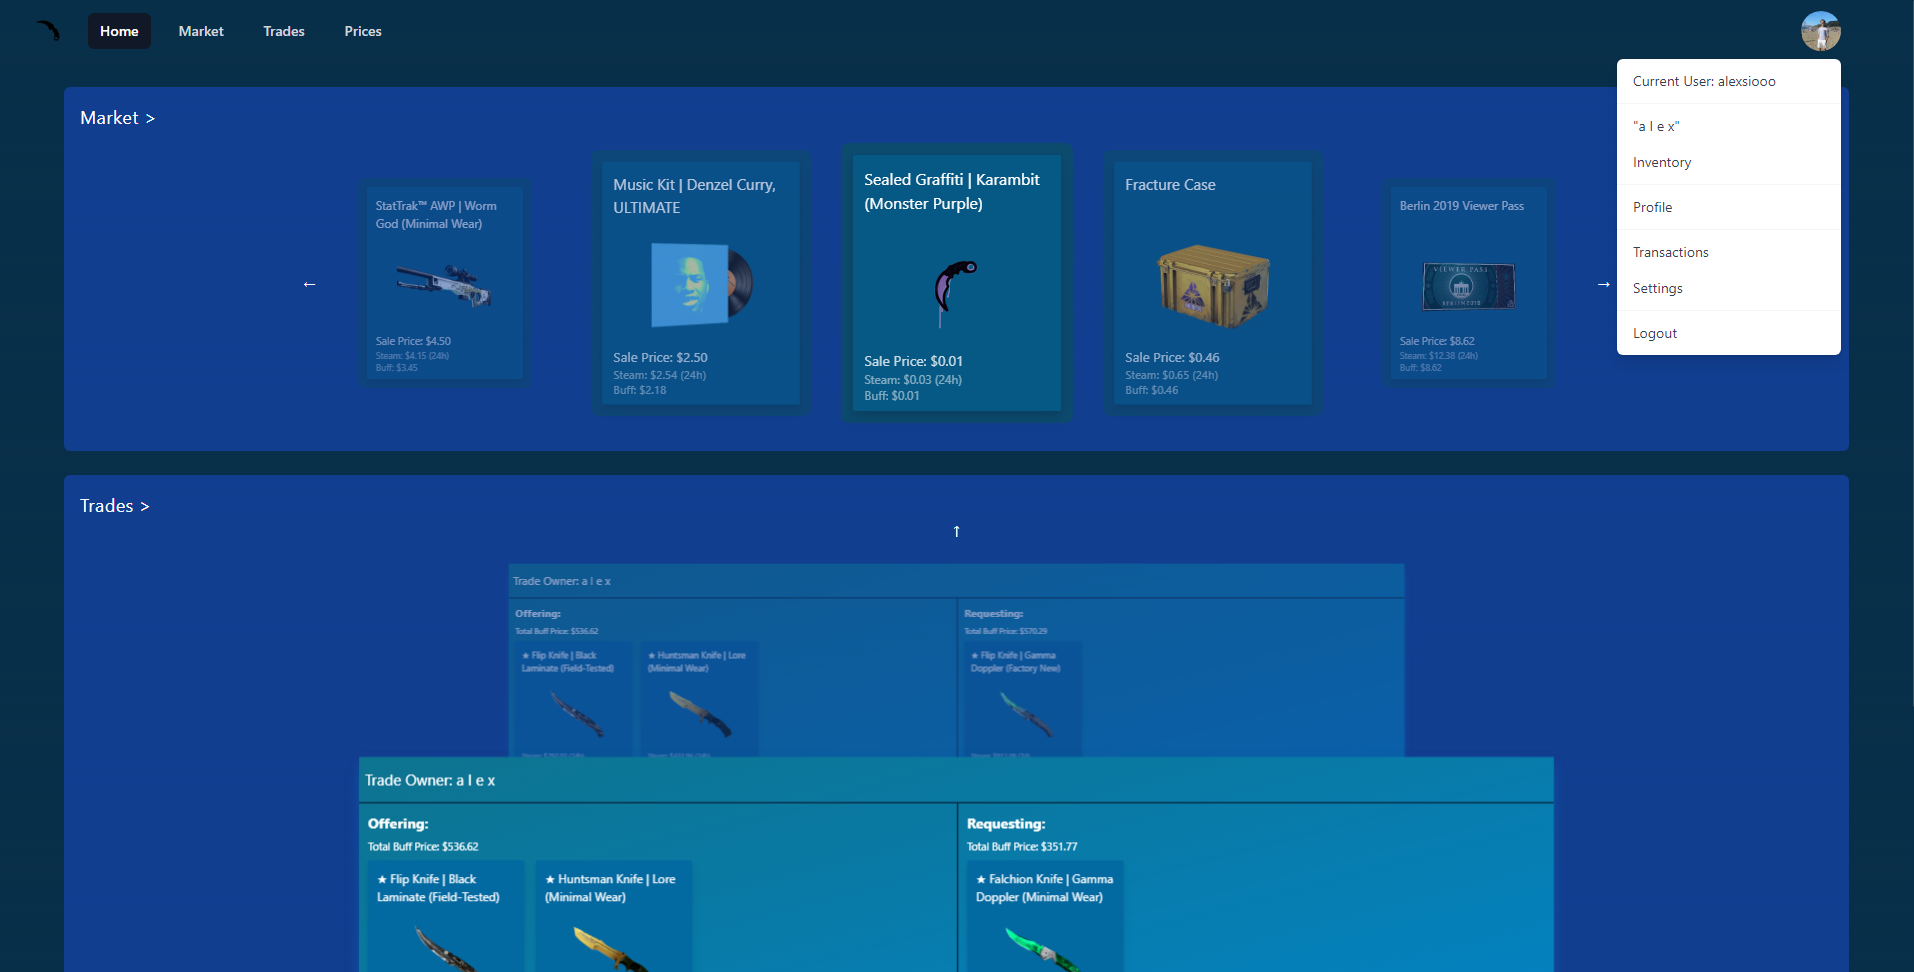 Home Market Trades Prices
Current User: alexsiooo
"a l e x"
Inventory
Profile
Transactions
Settings
Logout
Market >
←
StatTrak™ AWP | Worm
God (Minimal Wear)
Sale Price: $4.50
Steam: $4.15 (24h)
Buff: $3.45
Music Kit | Denzel Curry,
ULTIMATE
Sale Price: $2.50
Steam: $2.54 (24h)
Buff: $2.18
Sealed Graffiti | Karambit
(Monster Purple)
Sale Price: $0.01
Steam: $0.03 (24h)
Buff: $0.01
Fracture Case
Sale Price: $0.46
Steam: $0.65 (24h)
Buff: $0.46
Berlin 2019 Viewer Pass
VIEWER PASS
Sale Price: $8.62
Steam: $12.38 (24h)
Buff: $8.62
→
Trades >
↑
Trade Owner: a l e x
Offering:
Total Buff Price: $536.62
★ Flip Knife | Black
Laminate (Field-Tested)
★ Huntsman Knife | Lore
(Minimal Wear)
Requesting:
Total Buff Price: $570.29
★ Flip Knife | Gamma
Doppler (Factory New)
Trade Owner: a l e x
Offering:
Total Buff Price: $536.62
★ Flip Knife | Black
Laminate (Field-Tested)
★ Huntsman Knife | Lore
(Minimal Wear)
Requesting:
Total Buff Price: $351.77
★ Falchion Knife | Gamma
Doppler (Minimal Wear)